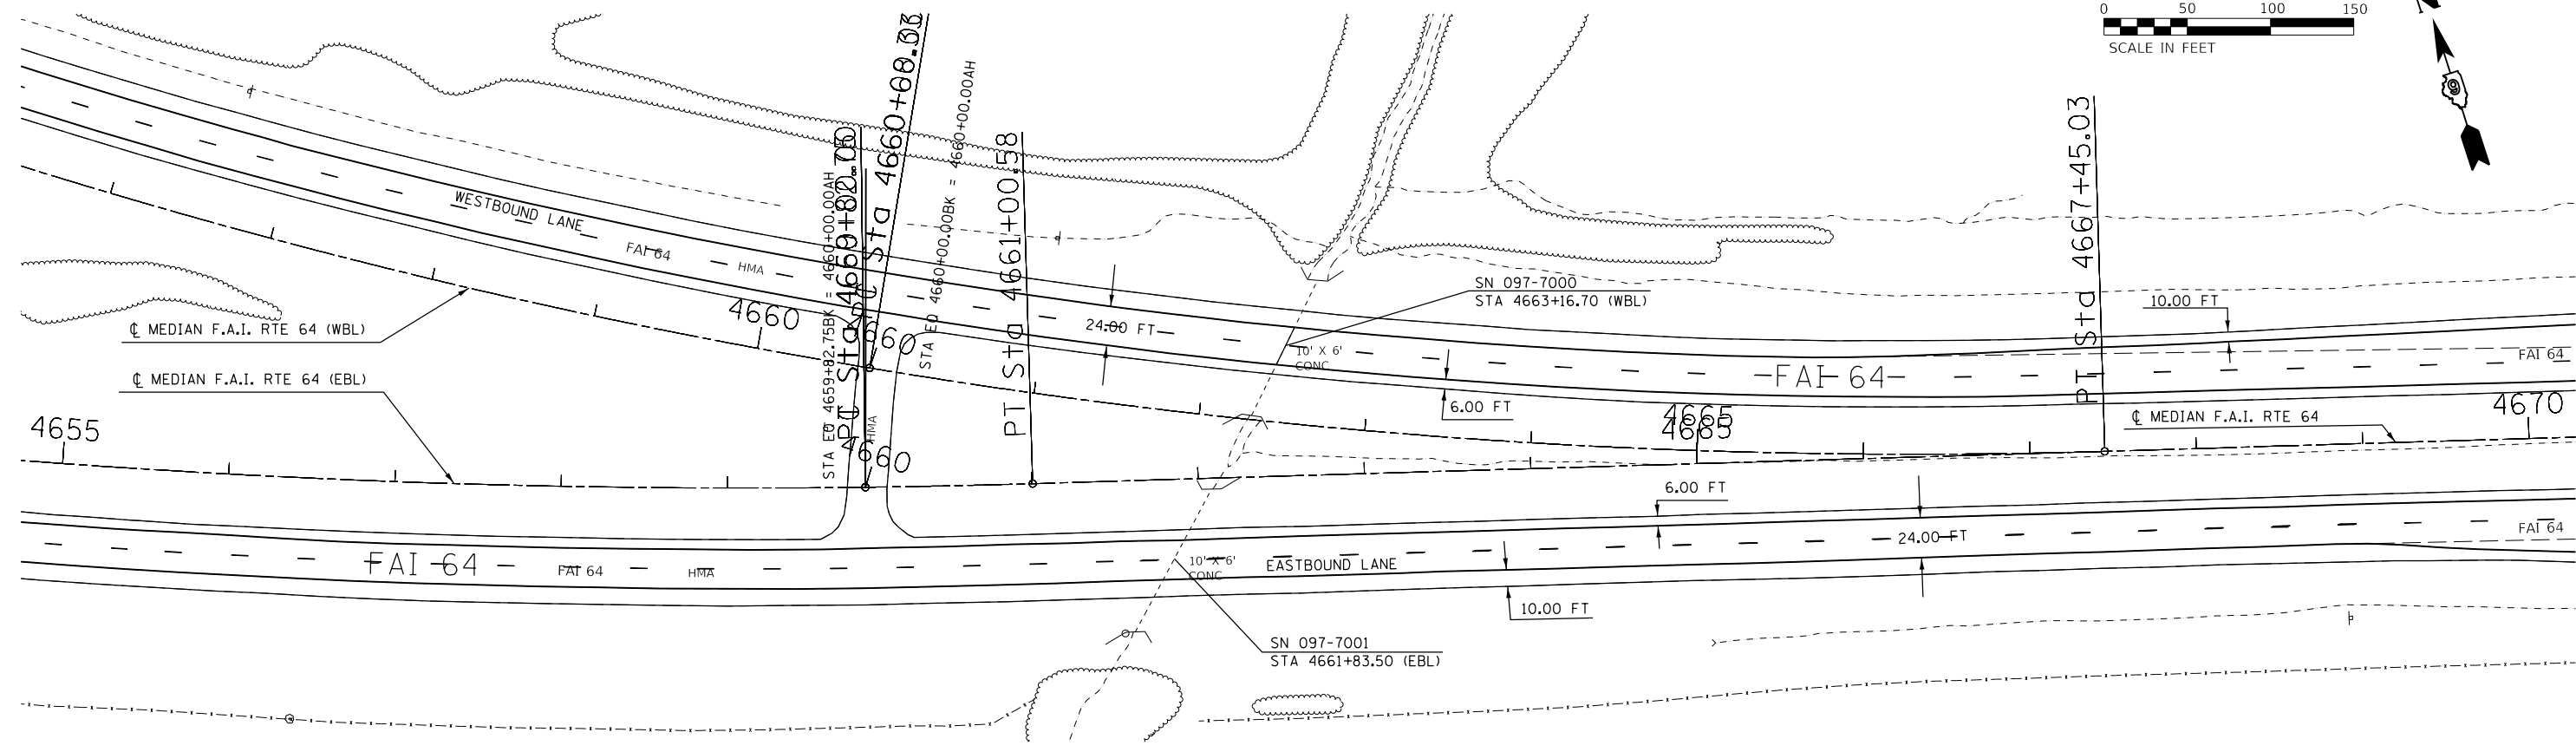 0 50 100 150
SCALE IN FEET
WESTBOUND LANE
FAI 64
HMA
STA EQ 4659+82.75BK = 4660+00.00AH
STA EQ 4660+00.00BK = 4660+00.00AH
PT Sta 4661+00.58
PT Sta 4667+45.03
4660
660
4660
24.00 FT
SN 097-7000
STA 4663+16.70 (WBL)
10' X 6'
CONC
10.00 FT
FAI 64
FAI 64
6.00 FT
℄ MEDIAN F.A.I. RTE 64 (WBL)
℄ MEDIAN F.A.I. RTE 64 (EBL)
℄ MEDIAN F.A.I. RTE 64
4655
4665
4665
4670
HMA
6.00 FT
24.00 FT
FAI 64
FAI 64
FAI 64
HMA
10' X 6'
CONC
EASTBOUND LANE
10.00 FT
SN 097-7001
STA 4661+83.50 (EBL)